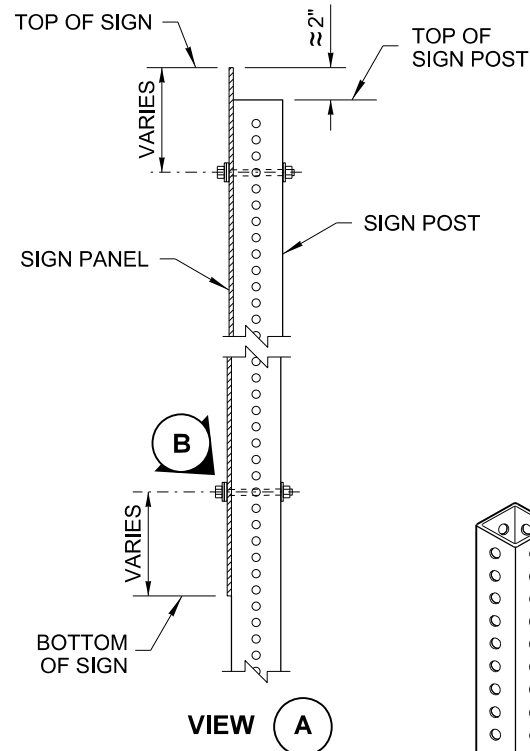 TOP OF SIGN
≈2"
TOP OF
SIGN POST
VARIES
SIGN POST
SIGN PANEL
B
VARIES
BOTTOM
OF SIGN
VIEW A